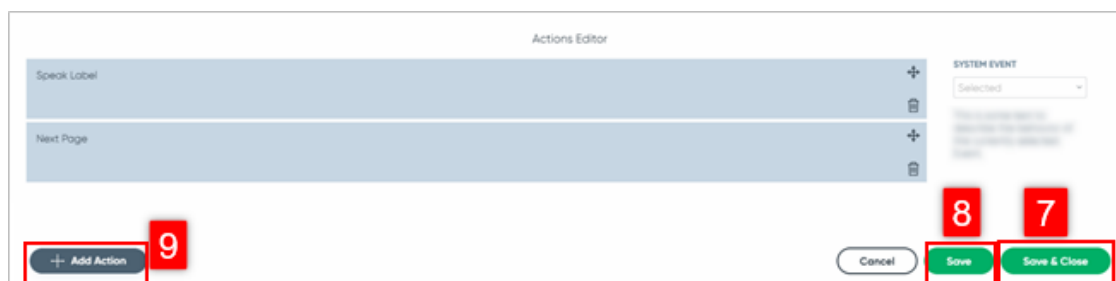 Actions Editor
Speak Label
SYSTEM EVENT
Selected
Next Page
8
7
9
+ Add Action
Cancel
Save
Save & Close